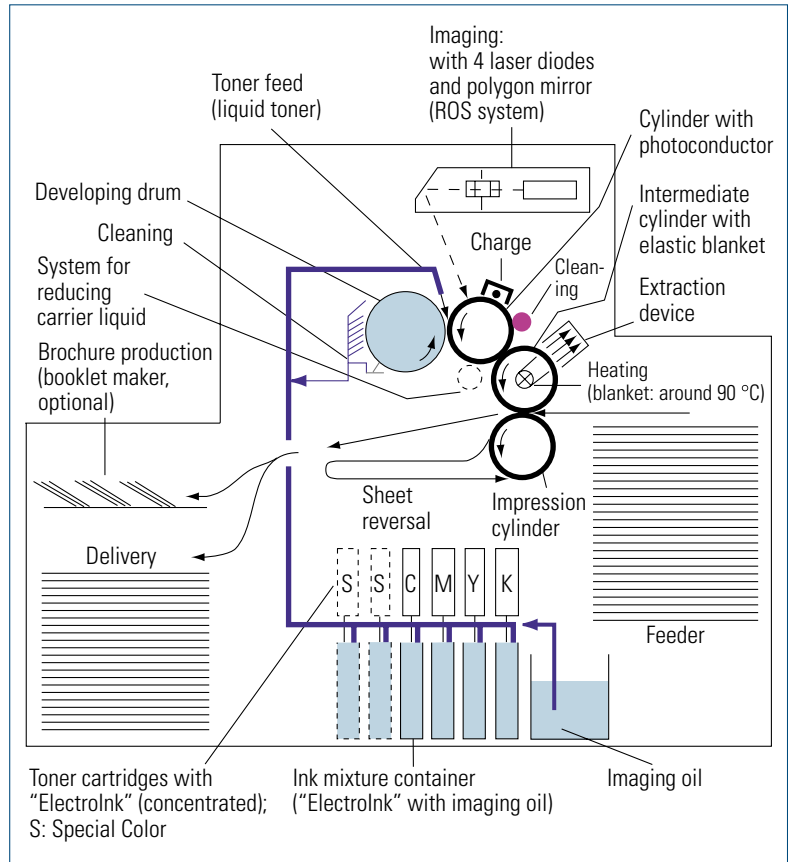 Imaging:
with 4 laser diodes
and polygon mirror
(ROS system)
Toner feed
(liquid toner)
Cylinder with
photoconductor
Developing drum
Intermediate
cylinder with
elastic blanket
Cleaning
Charge
Clean-
ing
System for
reducing
carrier liquid
Extraction
device
Brochure production
(booklet maker,
optional)
Heating
(blanket: around 90 °C)
Sheet
reversal
Impression
cylinder
Delivery
S
S
C
M
Y
K
Feeder
Toner cartridges with
“ElectroInk” (concentrated);
S: Special Color
Ink mixture container
(“ElectroInk” with imaging oil)
Imaging oil